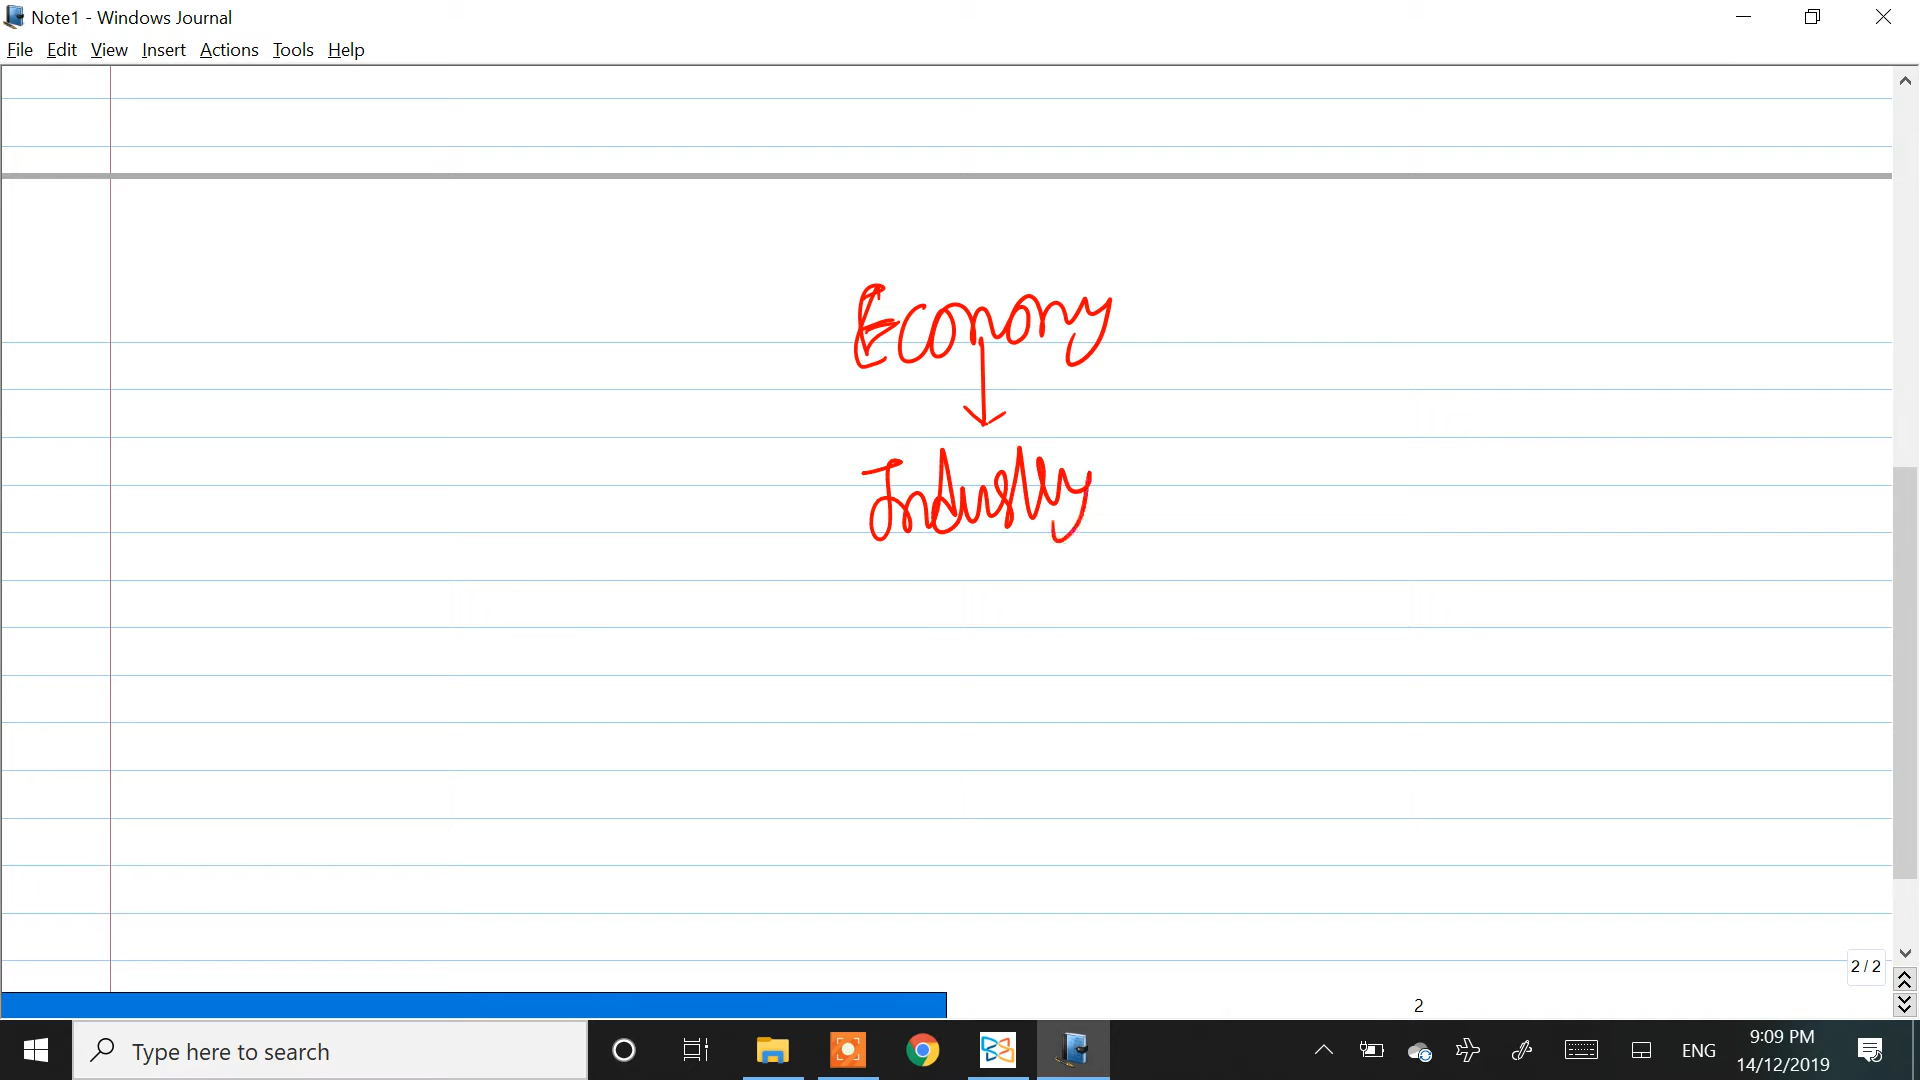 Note1 - Windows Journal
File Edit View Insert Actions Tools Help
Economy
Industry
2 / 2
2
Type here to search
ENG
9:09 PM
14/12/2019